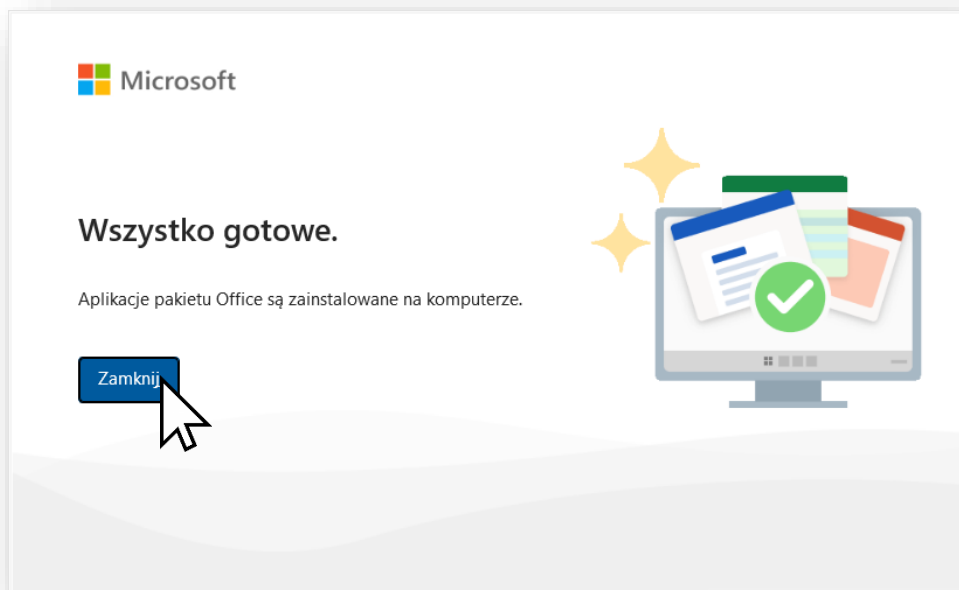 Microsoft
Wszystko gotowe.
Aplikacje pakietu Office są zainstalowane na komputerze.
Zamknij